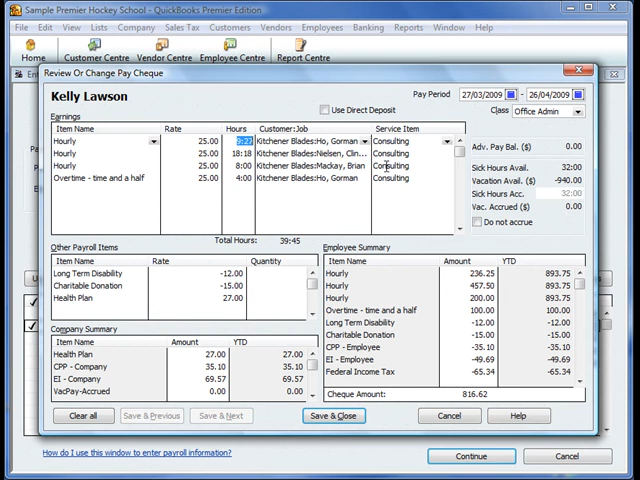 Sample Premier Hockey School - QuickBooks Premier Edition
File Edit View Lists Company Sales Tax Customers Vendors Employees Banking Reports Window Help
Home Customer Centre Vendor Centre Employee Centre Report Centre
Review Or Change Pay Cheque
Kelly Lawson
Pay Period 27/03/2009 - 26/04/2009
Use Direct Deposit
Class Office Admin
Earnings
Item Name Rate Hours Customer:Job Service Item
Hourly 25.00 9:27 Kitchener Blades:Ho, Gorman Consulting
Hourly 25.00 18:18 Kitchener Blades:Nielsen, Clin... Consulting
Hourly 25.00 8:00 Kitchener Blades:Mackay, Brian Consulting
Overtime - time and a half 25.00 4:00 Kitchener Blades:Ho, Gorman Consulting
Adv. Pay Bal. ($) 0.00
Sick Hours Avail. 32:00
Vacation Avail. ($) -940.00
Sick Hours Acc. 32:00
Vac. Accrued ($) 0.00
Do not accrue
Total Hours: 39:45
Other Payroll Items
Item Name Rate Quantity
Long Term Disability -12.00
Charitable Donation -15.00
Health Plan 27.00
Company Summary
Item Name Amount YTD
Health Plan 27.00 27.00
CPP - Company 35.10 35.10
EI - Company 69.57 69.57
VacPay-Accrued 0.00 0.00
Employee Summary
Item Name Amount YTD
Hourly 236.25 893.75
Hourly 457.50 893.75
Hourly 200.00 893.75
Overtime - time and a half 100.00 100.00
Long Term Disability -12.00 -12.00
Charitable Donation -15.00 -15.00
CPP - Employee -35.10 -35.10
EI - Employee -49.69 -49.69
Federal Income Tax -65.34 -65.34
Cheque Amount: 816.62
Clear all Save & Previous Save & Next Save & Close Cancel Help
How do I use this window to enter payroll information?
Continue Cancel